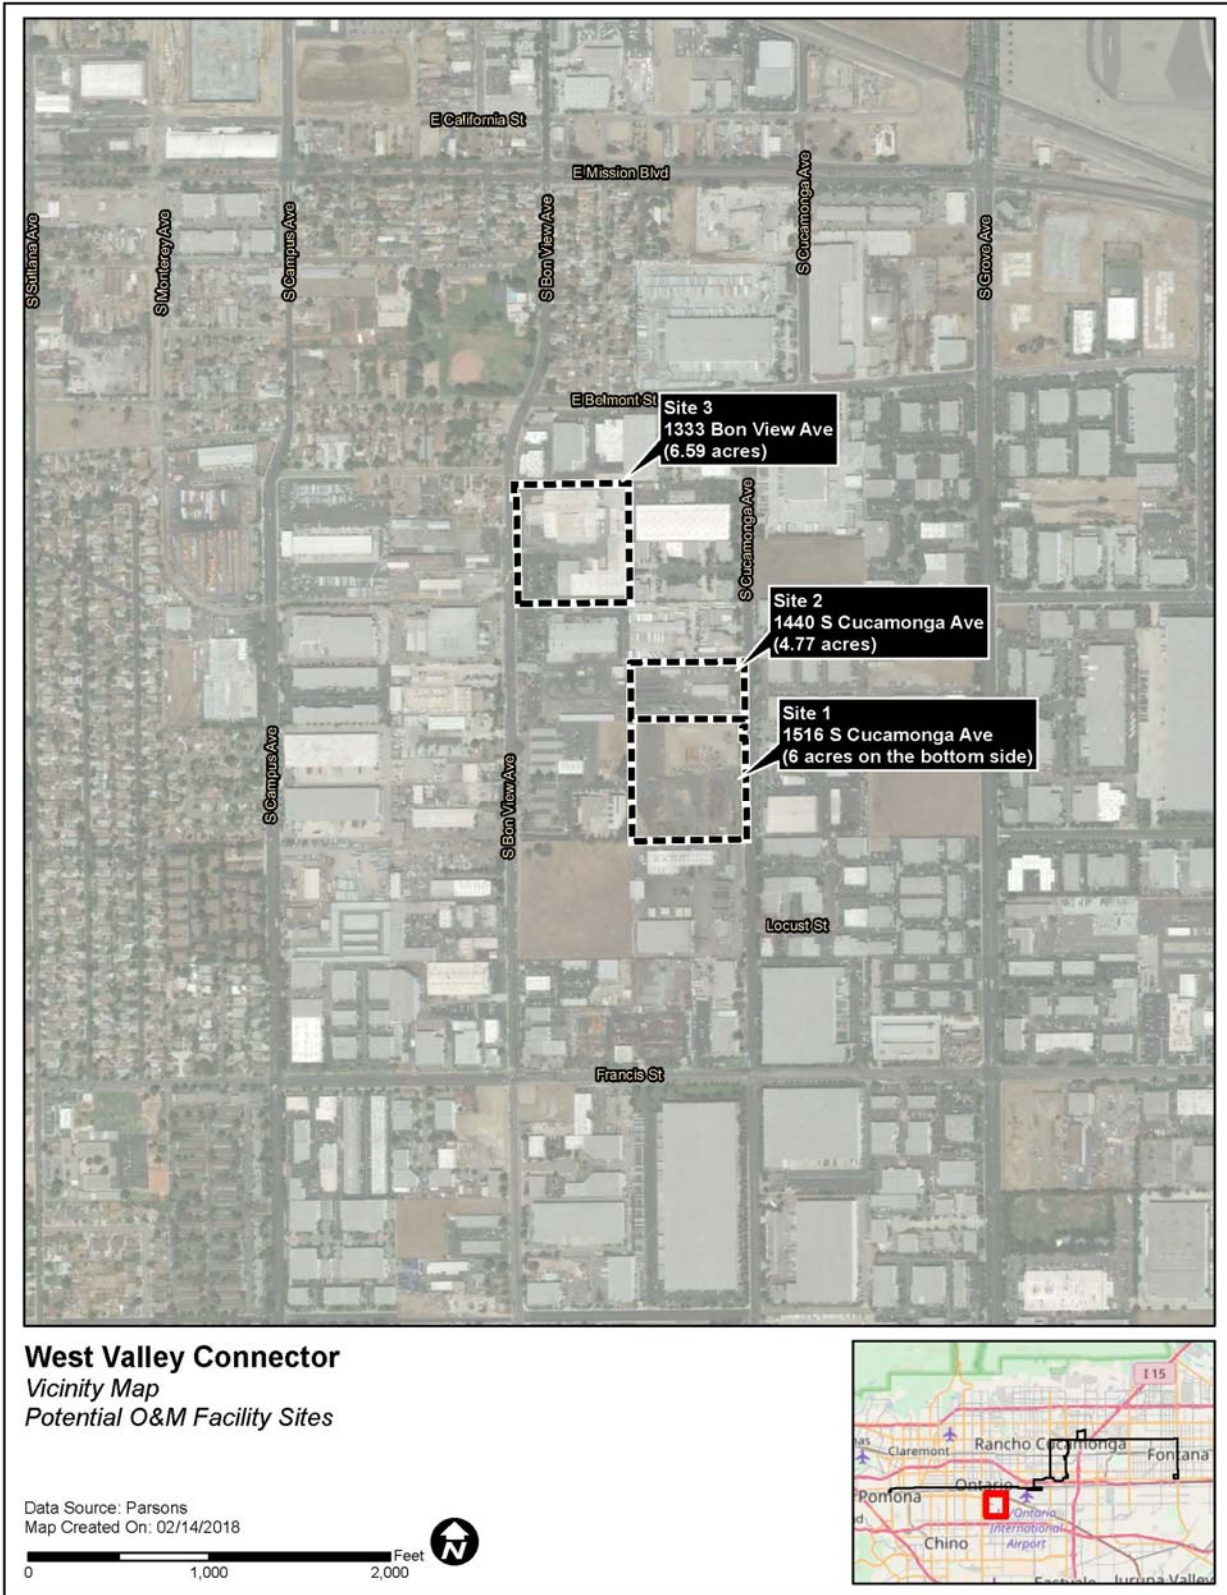 E California St
E Mission Blvd
S Cucamonga Ave
S Bon View Ave
S Campus Ave
S Monterey Ave
S Sultana Ave
S Grove Ave
E Belmont St
Site 3
1333 Bon View Ave
(6.59 acres)
S Cucamonga Ave
Site 2
1440 S Cucamonga Ave
(4.77 acres)
Site 1
1516 S Cucamonga Ave
(6 acres on the bottom side)
S Campus Ave
S Bon View Ave
Locust St
Francis St
West Valley Connector
Vicinity Map
Potential O&M Facility Sites
Data Source: Parsons
Map Created On: 02/14/2018
N
Feet
0
1,000
2,000
I 15
Claremont
Rancho Cucamonga
Fontana
Ontario
Pomona
/Ontario
International
Airport
Chino
Jurupa Valley